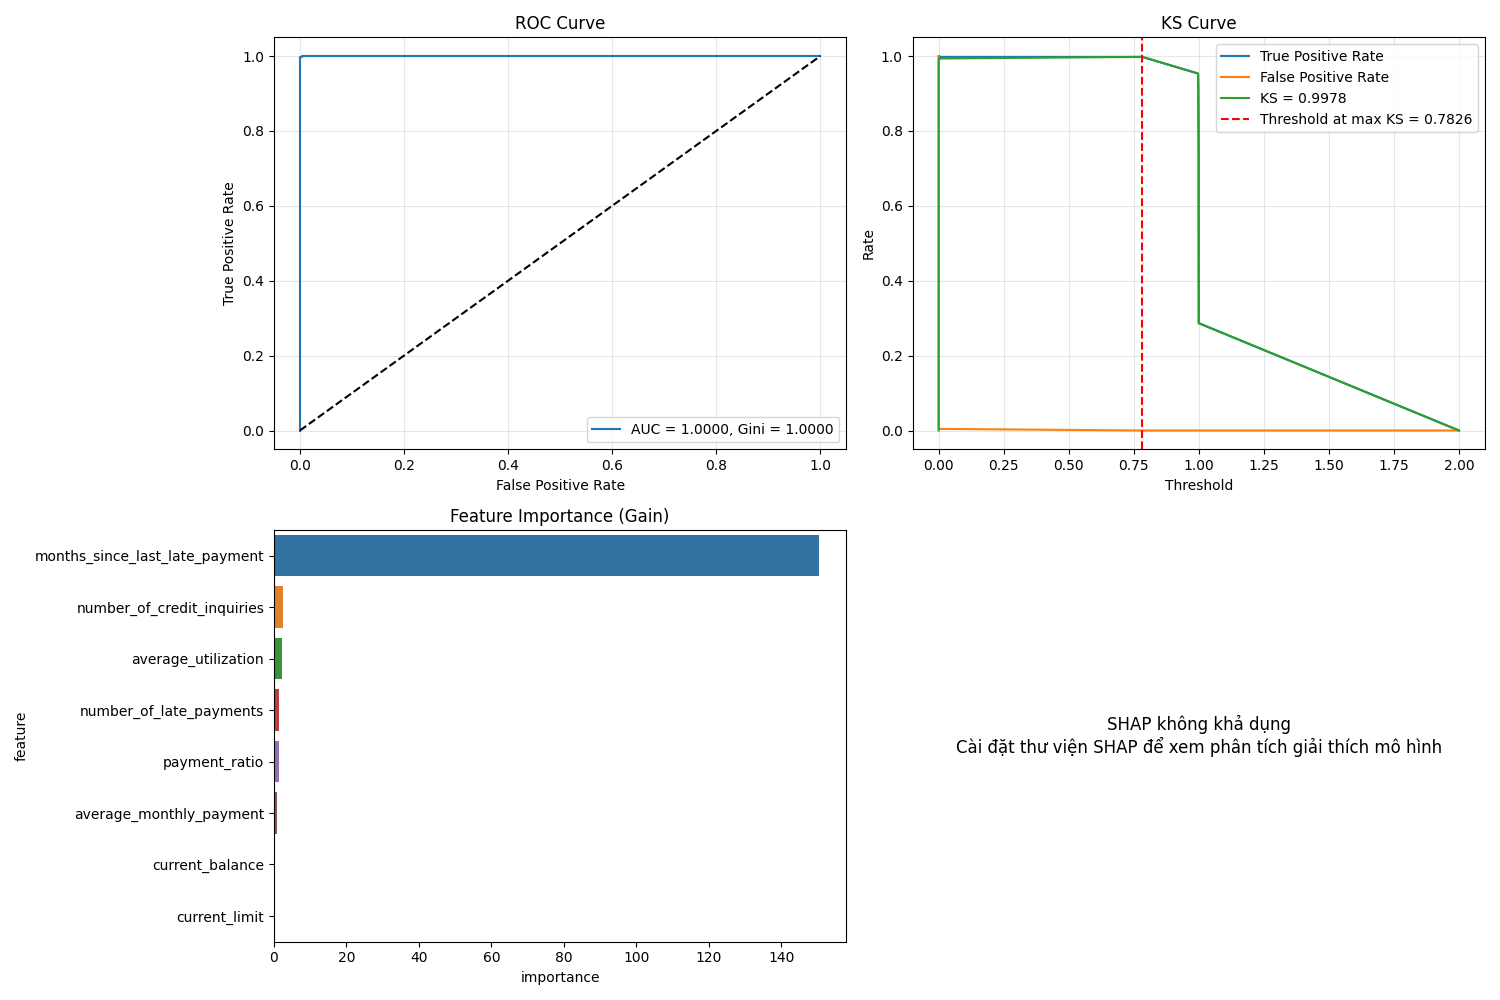 ROC Curve
True Positive Rate
1.0
0.8
0.6
0.4
0.2
0.0
0.0 0.2 0.4 0.6 0.8 1.0
False Positive Rate
AUC = 1.0000, Gini = 1.0000
KS Curve
Rate
1.0
0.8
0.6
0.4
0.2
0.0
0.00 0.25 0.50 0.75 1.00 1.25 1.50 1.75 2.00
Threshold
True Positive Rate
False Positive Rate
KS = 0.9978
Threshold at max KS = 0.7826
Feature Importance (Gain)
feature
months_since_last_late_payment
number_of_credit_inquiries
average_utilization
number_of_late_payments
payment_ratio
average_monthly_payment
current_balance
current_limit
0 20 40 60 80 100 120 140
importance
SHAP không khả dụng
Cài đặt thư viện SHAP để xem phân tích giải thích mô hình